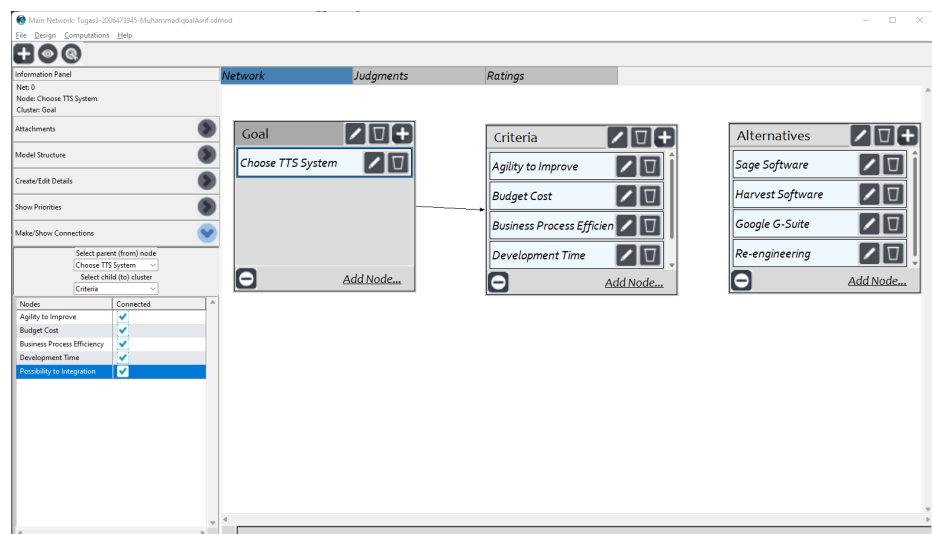 Main Network: Tugas3-2006473945-MuhammadIqbalAsrif.sdmod
File Design Computations Help
Information Panel
Net: 0
Node: Choose TTS System
Cluster: Goal
Attachments
Model Structure
Create/Edit Details
Show Priorities
Make/Show Connections
Select parent (from) node
Choose TTS System
Select child (to) cluster
Criteria
Nodes Connected
Agility to Improve
Budget Cost
Business Process Efficiency
Development Time
Possibility to Integration
Network Judgments Ratings
Goal
Choose TTS System
Add Node...
Criteria
Agility to Improve
Budget Cost
Business Process Efficien
Development Time
Add Node...
Alternatives
Sage Software
Harvest Software
Google G-Suite
Re-engineering
Add Node...